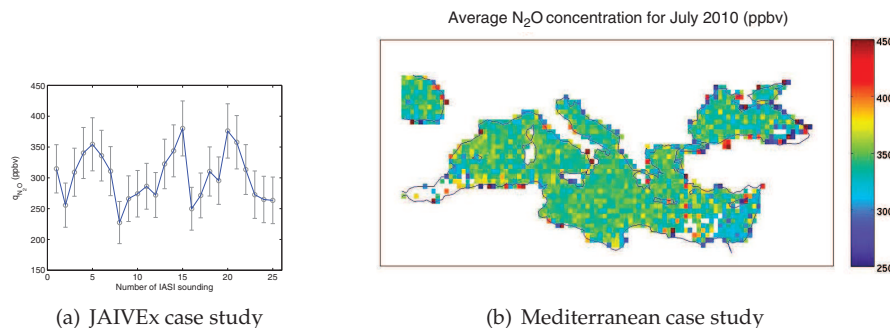 Average N₂O concentration for July 2010 (ppbv)
450
400
350
300
250
200
150
q_N₂O (ppbv)
0 5 10 15 20 25
Number of IASI sounding
450
400
350
300
250
(a) JAIVEx case study
(b) Mediterranean case study